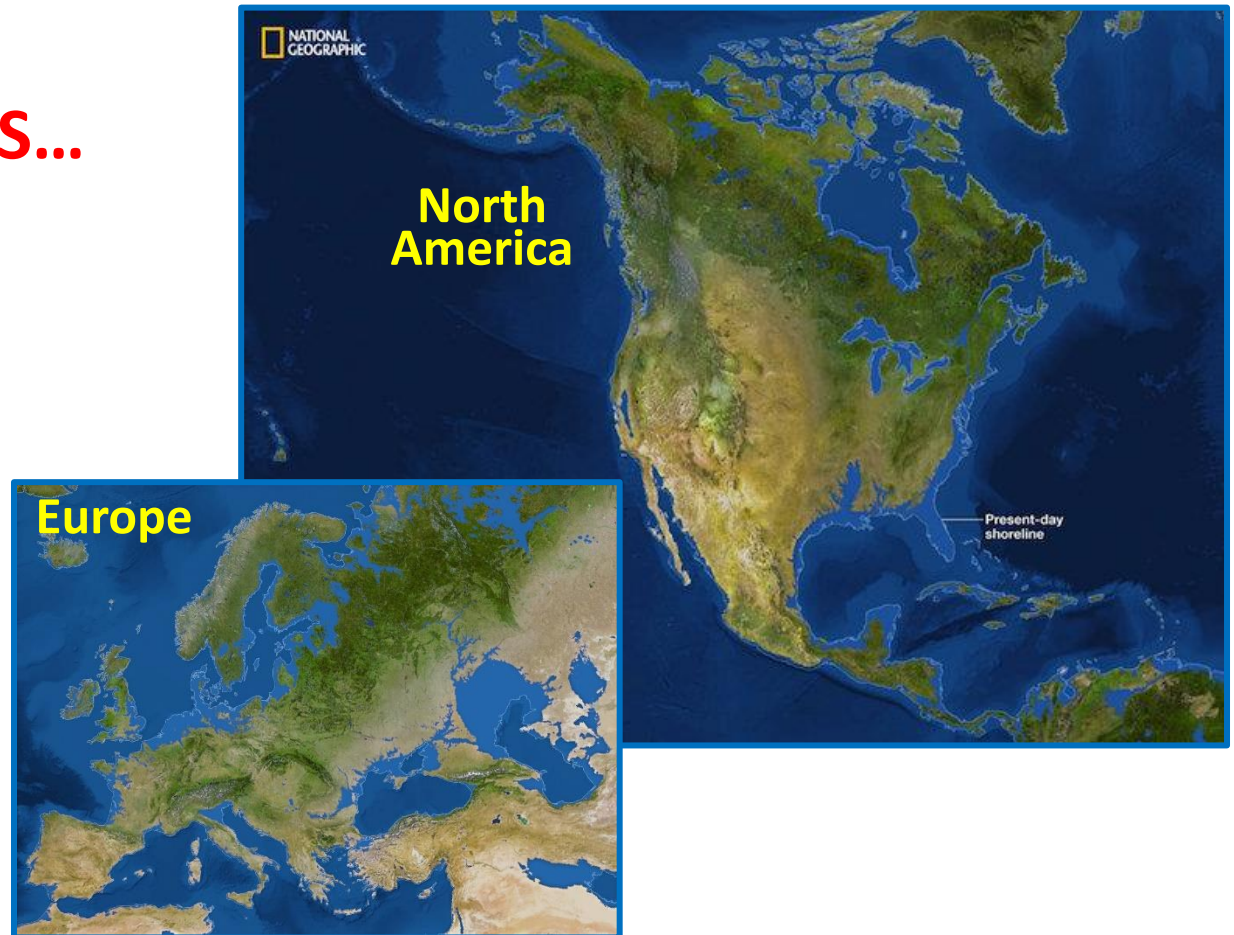 S...
NATIONAL
GEOGRAPHIC
North
America
Present-day
shoreline
Europe